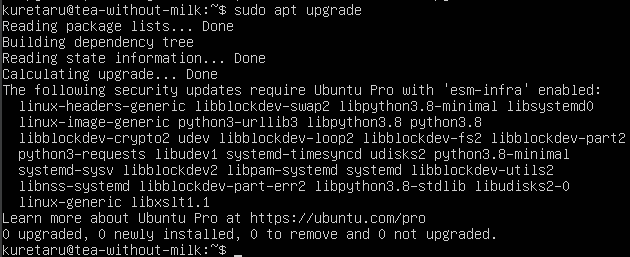 kuretaru@tea-without-milk:~$ sudo apt upgrade
Reading package lists... Done
Building dependency tree
Reading state information... Done
Calculating upgrade... Done
The following security updates require Ubuntu Pro with 'esm-infra' enabled:
  linux-headers-generic libblockdev-swap2 libpython3.8-minimal libsystemd0
  linux-image-generic python3-urllib3 libpython3.8 python3.8
  libblockdev-crypto2 udev libblockdev-loop2 libblockdev-fs2 libblockdev-part2
  python3-requests libudev1 systemd-timesyncd udisks2 python3.8-minimal
  systemd-sysv libblockdev2 libpam-systemd systemd libblockdev-utils2
  libnss-systemd libblockdev-part-err2 libpython3.8-stdlib libudisks2-0
  linux-generic libxslt1.1
Learn more about Ubuntu Pro at https://ubuntu.com/pro
0 upgraded, 0 newly installed, 0 to remove and 0 not upgraded.
kuretaru@tea-without-milk:~$ _